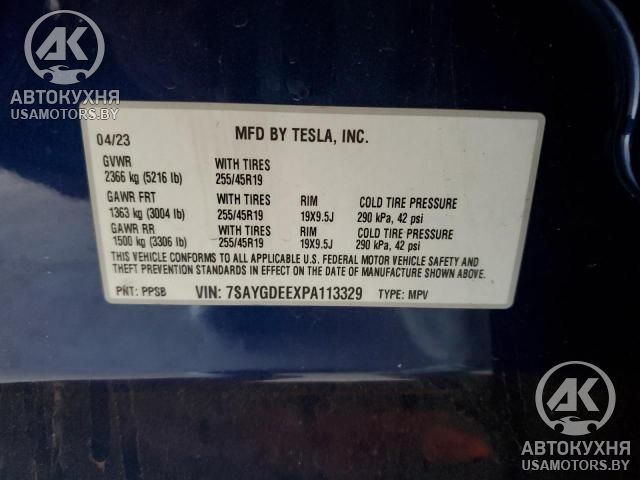 АК
АВТОКУХНЯ
USAMOTORS.BY
04/23
MFD BY TESLA, INC.
GVWR
WITH TIRES
2366 kg (5216 lb)
255/45R19
GAWR FRT
WITH TIRES
RIM
COLD TIRE PRESSURE
1363 kg (3004 lb)
255/45R19
19X9.5J
290 kPa, 42 psi
GAWR RR
WITH TIRES
RIM
COLD TIRE PRESSURE
1500 kg (3306 lb)
255/45R19
19X9.5J
290 kPa, 42 psi
THIS VEHICLE CONFORMS TO ALL APPLICABLE U.S. FEDERAL MOTOR VEHICLE SAFETY AND
THEFT PREVENTION STANDARDS IN EFFECT ON THE DATE OF MANUFACTURE SHOWN ABOVE.
PNT: PPSB
VIN: 7SAYGDEEXPA113329
TYPE: MPV
АК
АВТОКУХНЯ
USAMOTORS.BY